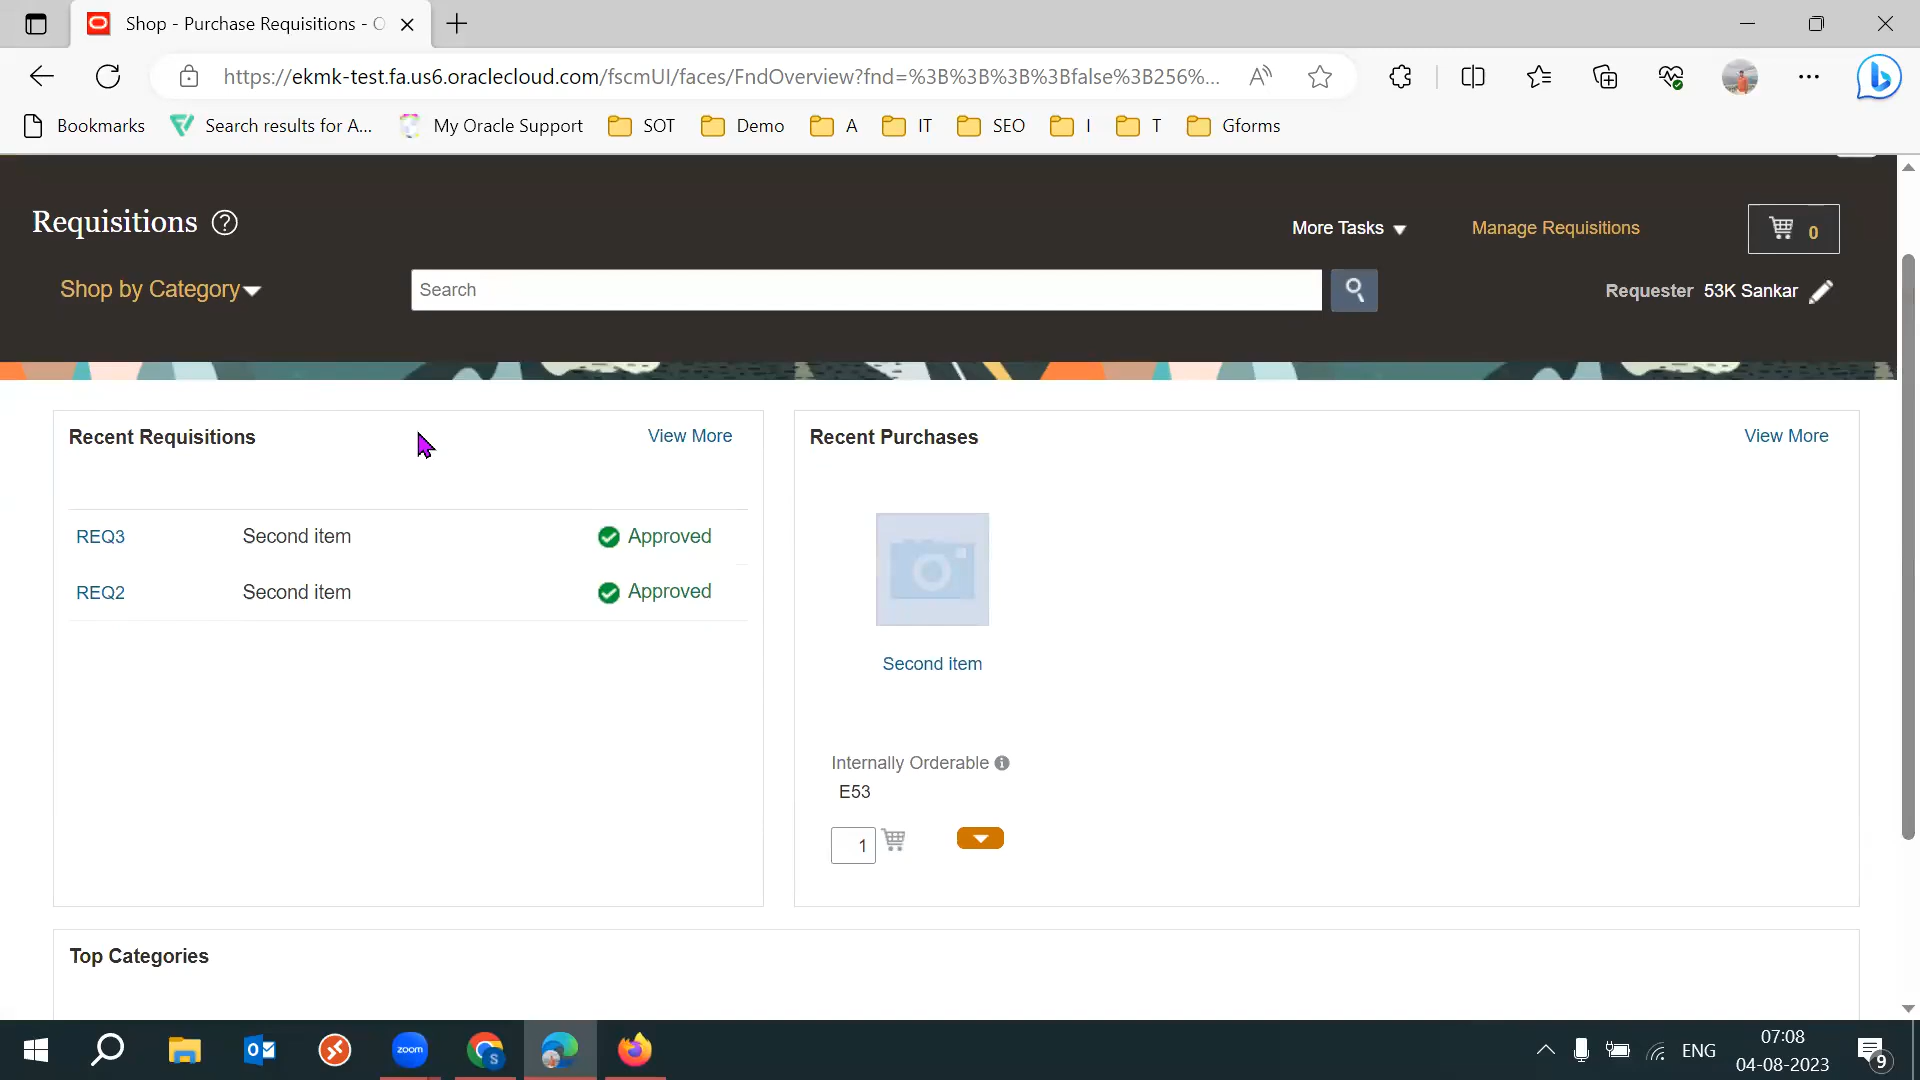 Shop - Purchase Requisitions - O
https://ekmk-test.fa.us6.oraclecloud.com/fscmUI/faces/FndOverview?fnd=%3B%3B%3B%3Bfalse%3B256%...
Bookmarks Search results for A... My Oracle Support SOT Demo A IT SEO I T Gforms
Requisitions ?
More Tasks Manage Requisitions 0
Shop by Category Search Requester 53K Sankar
Recent Requisitions View More
Recent Purchases View More
REQ3 Second item Approved
REQ2 Second item Approved
Second item
Internally Orderable
E53
1
Top Categories
zoom
S
ENG
07:08
04-08-2023
9